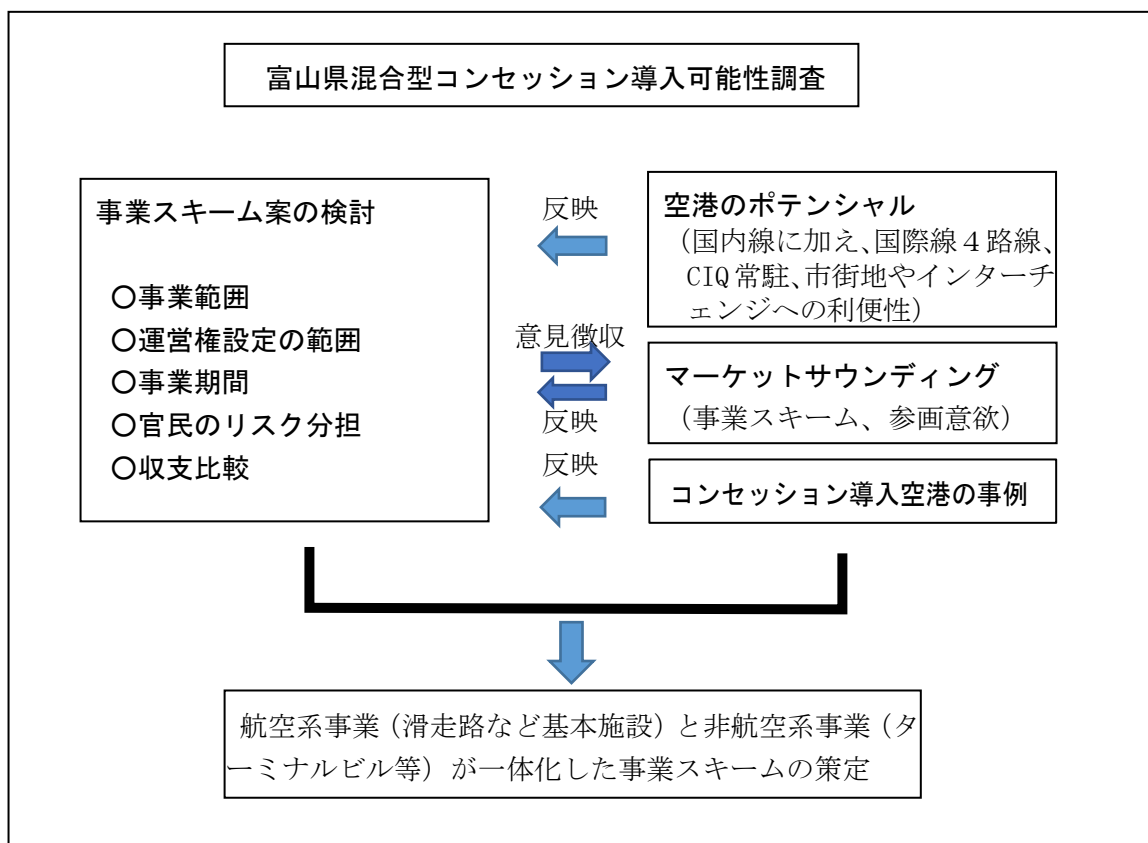 富山県混合型コンセッション導入可能性調査
事業スキーム案の検討
〇事業範囲
〇運営権設定の範囲
〇事業期間
〇官民のリスク分担
〇収支比較
反映
意見徴収
反映
反映
空港のポテンシャル
（国内線に加え、国際線４路線、
CIQ常駐、市街地やインターチ
ェンジへの利便性）
マーケットサウンディング
（事業スキーム、参画意欲）
コンセッション導入空港の事例
航空系事業（滑走路など基本施設）と非航空系事業（タ
ーミナルビル等）が一体化した事業スキームの策定